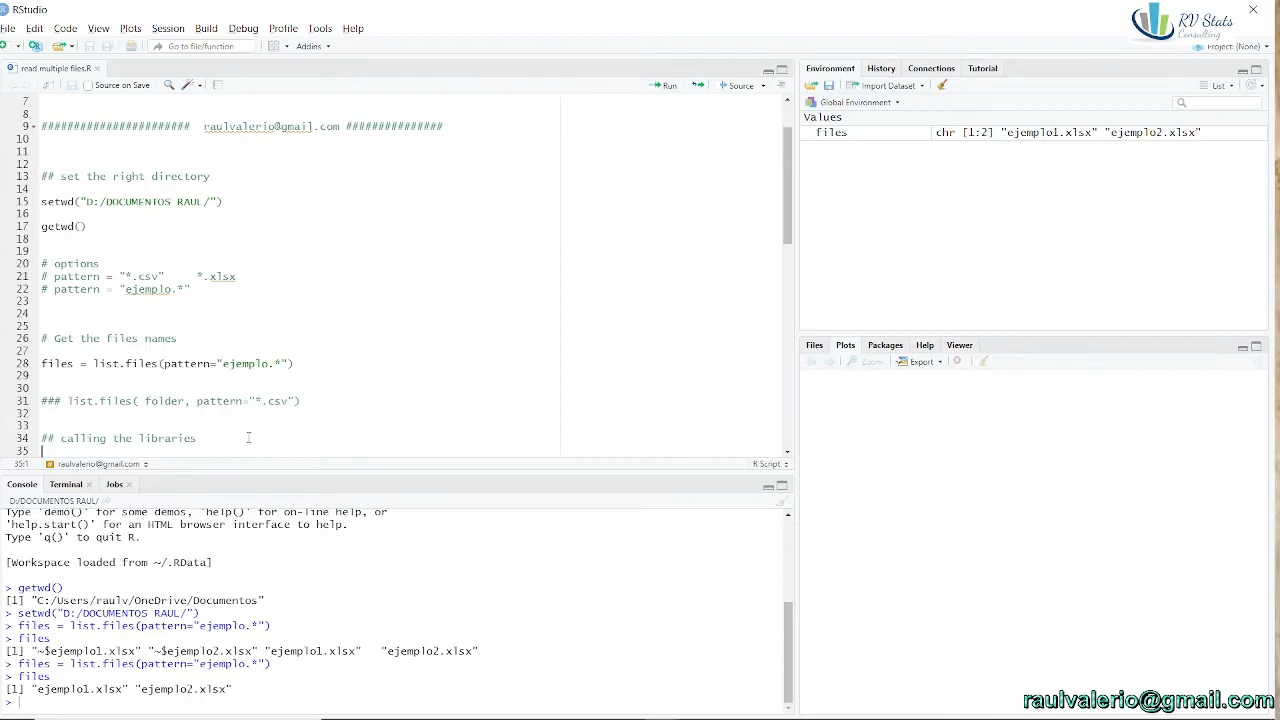 RStudio
RV Stats
Consulting
File Edit Code View Plots Session Build Debug Profile Tools Help
Go to file/function Addins Project: (None)
read multiple files.R
Source on Save Run Source
7
8
9 ###################### raulvalerio@gmail.com ###############
10
11
12
13 ## set the right directory
14
15 setwd("D:/DOCUMENTOS RAUL/")
16
17 getwd()
18
19
20 # options
21 # pattern = "*.csv" *.xlsx
22 # pattern = "ejemplo.*"
23
24
25
26 # Get the files names
27
28 files = list.files(pattern="ejemplo.*")
29
30
31 ### list.files( folder, pattern="*.csv")
32
33
34 ## calling the libraries
35
35:1 raulvalerio@gmail.com R Script
Console Terminal Jobs
D:/DOCUMENTOS
Type 'demo()' for some demos, 'help()' for on-line help, or
'help.start()' for an HTML browser interface to help.
Type 'q()' to quit R.
[Workspace loaded from ~/.RData]
> getwd()
[1] "C:/Users/raulv/OneDrive/Documentos"
> setwd("D:/DOCUMENTOS RAUL/")
> files = list.files(pattern="ejemplo.*")
> files
[1] "~$ejemplo1.xlsx" "~$ejemplo2.xlsx" "ejemplo1.xlsx" "ejemplo2.xlsx"
> files = list.files(pattern="ejemplo.*")
> files
[1] "ejemplo1.xlsx" "ejemplo2.xlsx"
>
Environment History Connections Tutorial
Import Dataset List
Global Environment
Values
files chr [1:2] "ejemplo1.xlsx" "ejemplo2.xlsx"
Files Plots Packages Help Viewer
Zoom Export
raulvalerio@gmail.com